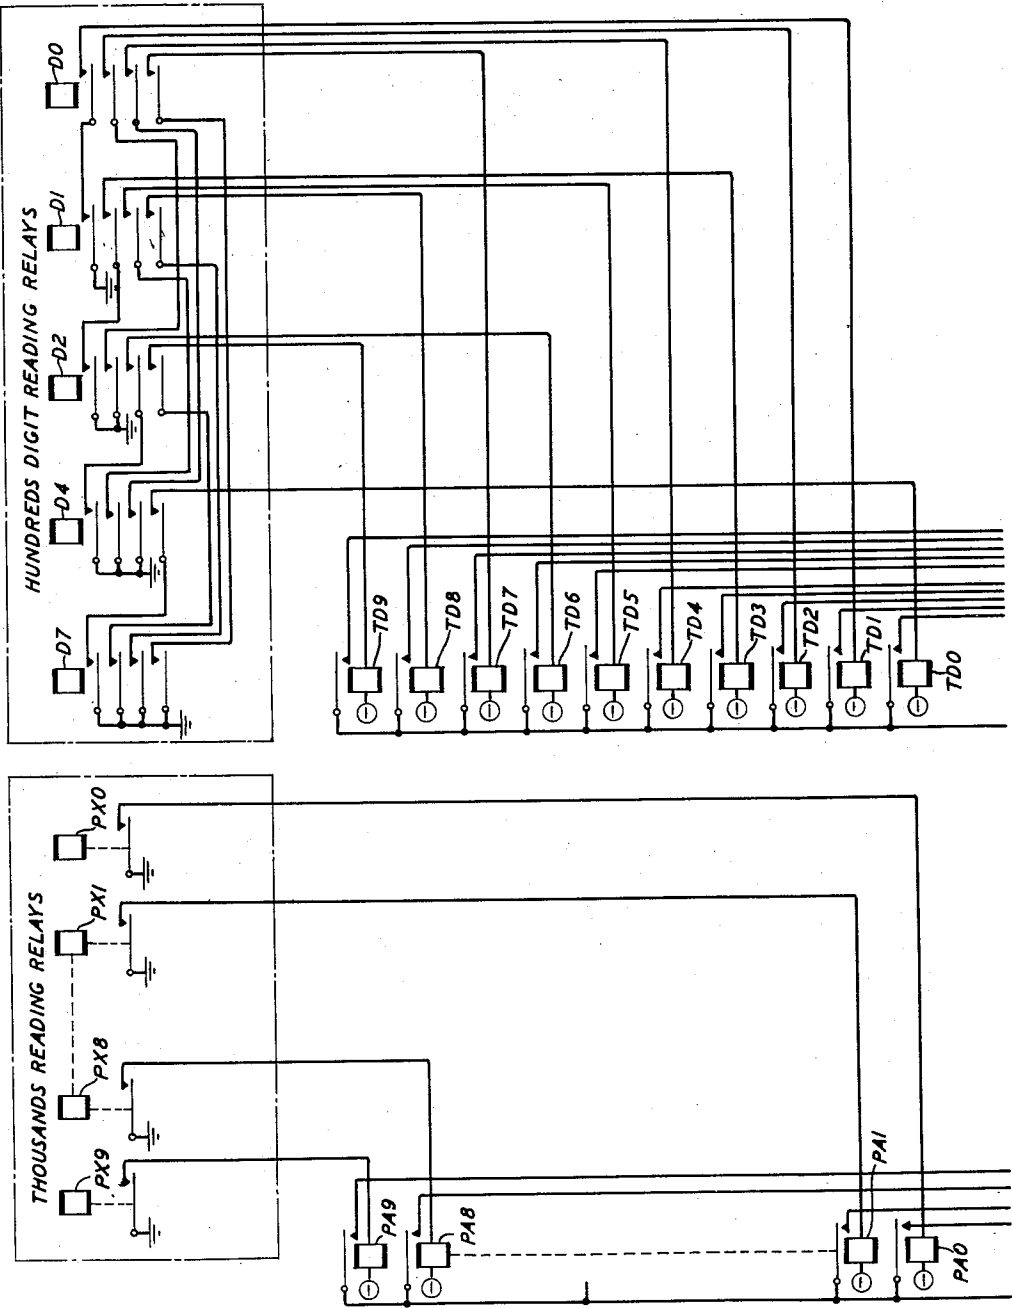 HUNDREDS DIGIT READING RELAYS
D0
D1
D2
D4
D7
TD9
TD8
TD7
TD6
TD5
TD4
TD3
TD2
TD1
TD0
THOUSANDS READING RELAYS
PX0
PX1
PX8
PX9
PA9
PA8
PA1
PA0